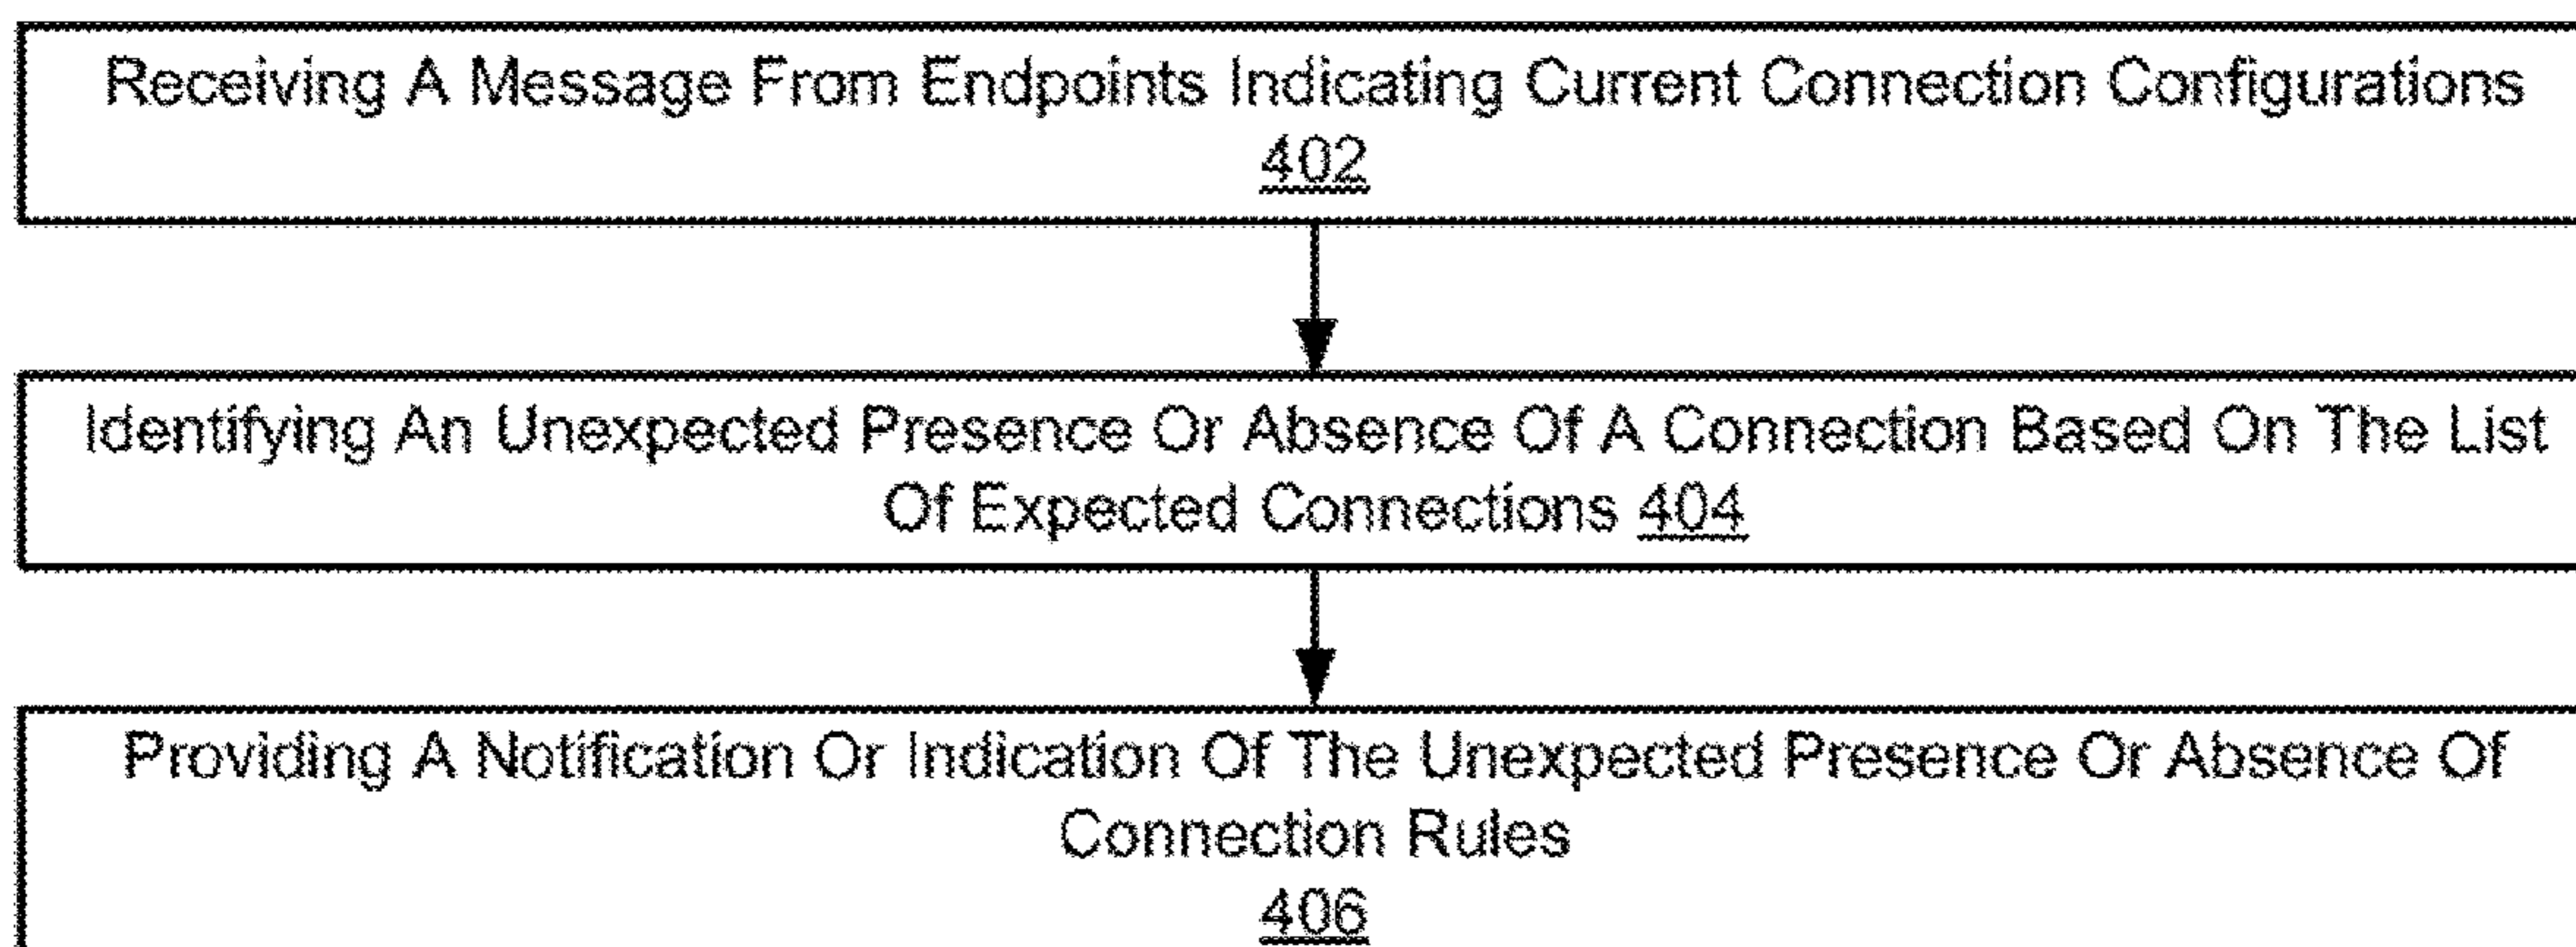 Receiving A Message From Endpoints Indicating Current Connection Configurations
402
Identifying An Unexpected Presence Or Absence Of A Connection Based On The List
Of Expected Connections 404
Providing A Notification Or Indication Of The Unexpected Presence Or Absence Of
Connection Rules
406